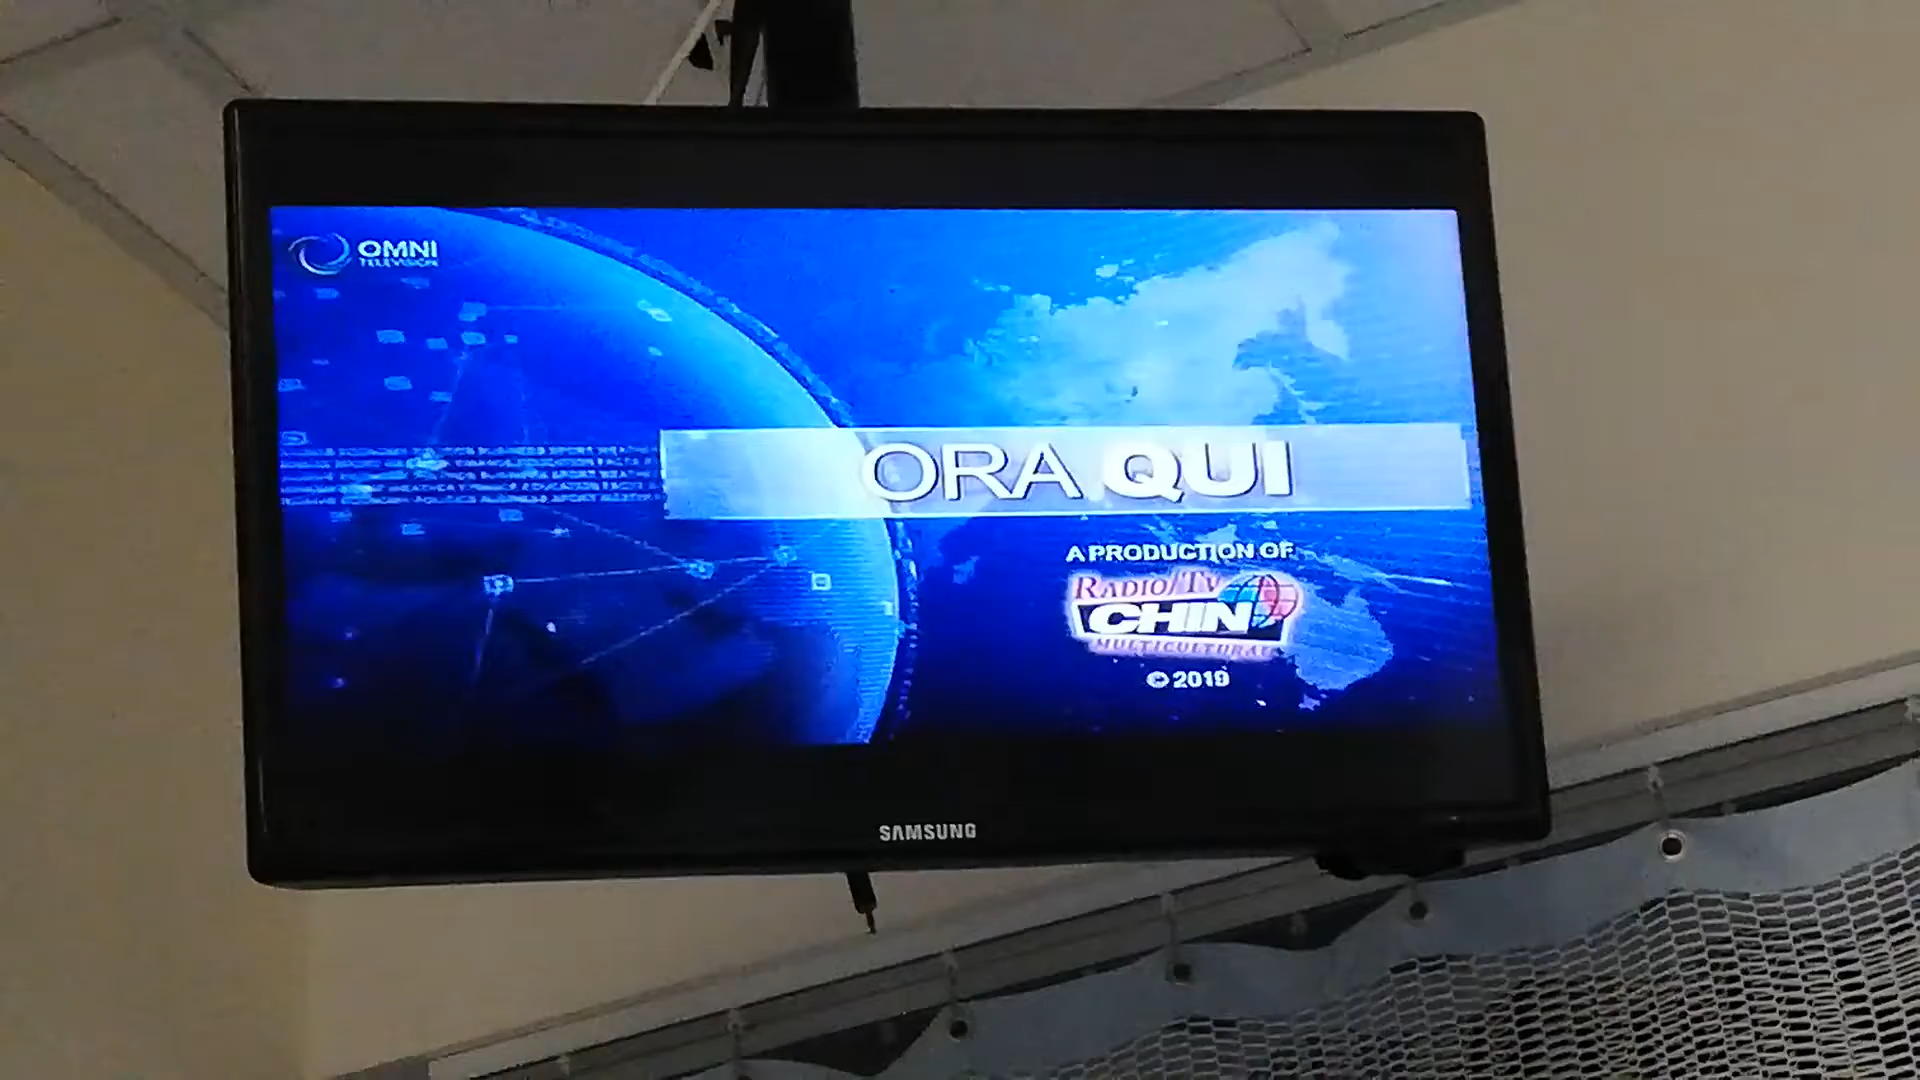 OMNI
TELEVISION
ORA QUI
A PRODUCTION OF
RADIO/TV
CHIN
MULTICULTURAL
© 2019
SAMSUNG